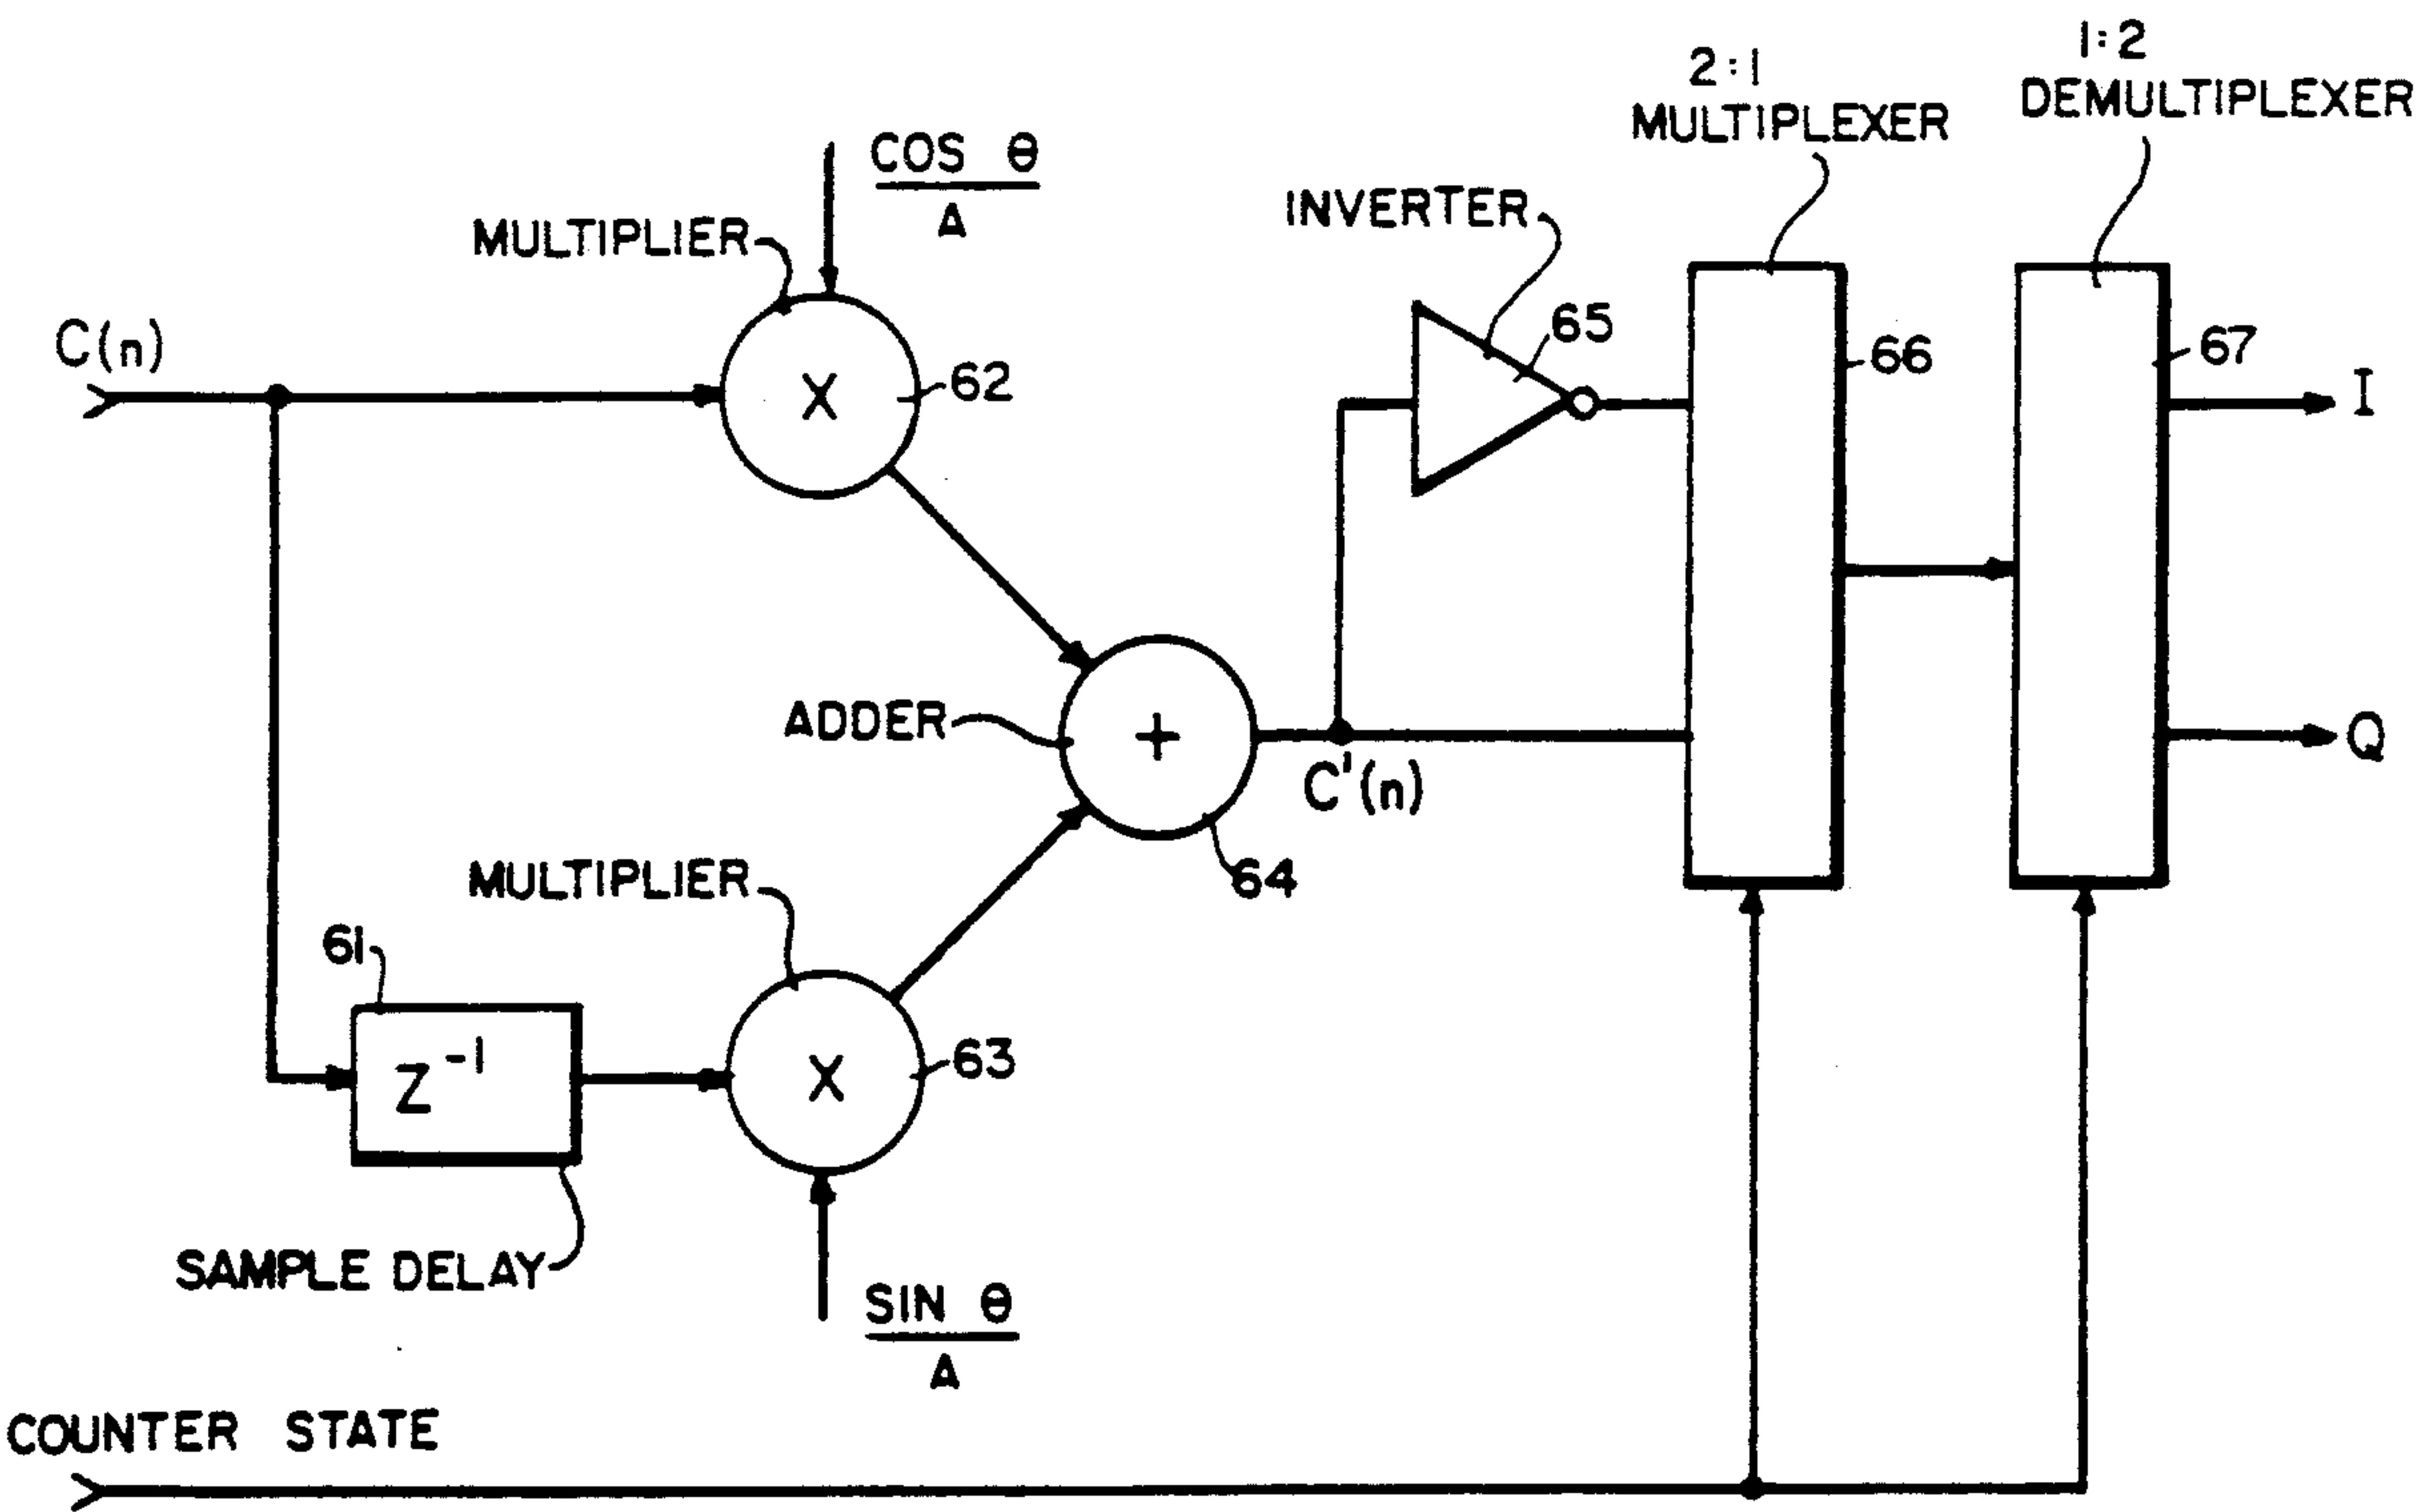 1:2
DEMULTIPLEXER
2:1
MULTIPLEXER
COS θ
A
MULTIPLIER
INVERTER
C(n)
65
66
67
62
X
I
ADDER
+
C'(n)
Q
MULTIPLIER
64
61
Z⁻¹
X
63
SAMPLE DELAY
SIN θ
A
COUNTER STATE